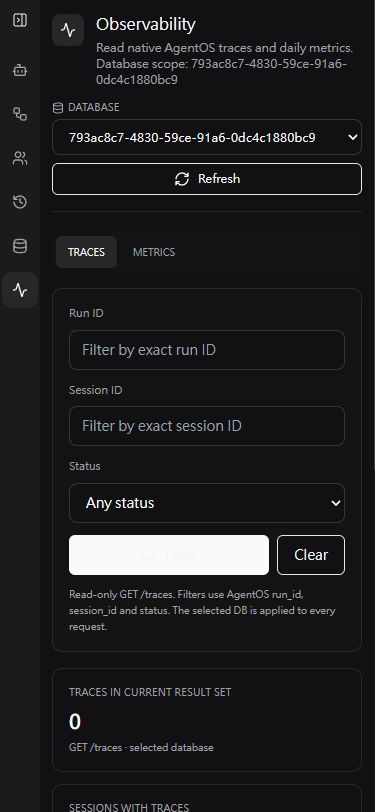 Observability
Read native AgentOS traces and daily metrics.
Database scope: 793ac8c7-4830-59ce-91a6-
0dc4c1880bc9
DATABASE
793ac8c7-4830-59ce-91a6-0dc4c1880bc9
Refresh
TRACES METRICS
Run ID
Filter by exact run ID
Session ID
Filter by exact session ID
Status
Any status
Filter Clear
Read-only GET /traces. Filters use AgentOS run_id,
session_id and status. The selected DB is applied to every
request.
TRACES IN CURRENT RESULT SET
0
GET /traces · selected database
SESSIONS WITH TRACES